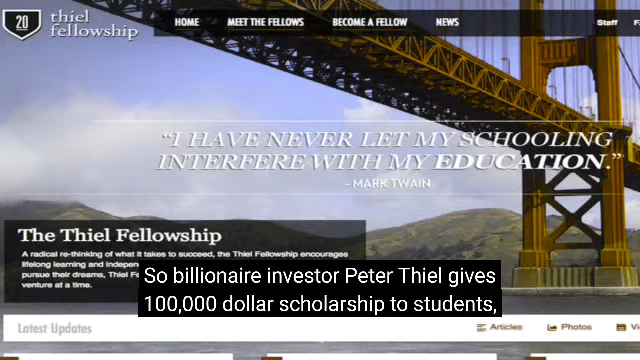 20
thiel
fellowship
HOME MEET THE FELLOWS BECOME A FELLOW NEWS Staff
“I HAVE NEVER LET MY SCHOOLING
INTERFERE WITH MY EDUCATION.”
– MARK TWAIN
The Thiel Fellowship
A radical re-thinking of what it takes to succeed, the Thiel Fellowship encourages
lifelong learning and indepen
pursue their dreams, Thiel Fe
venture at a time.
So billionaire investor Peter Thiel gives
100,000 dollar scholarship to students,
Latest Updates Articles Photos